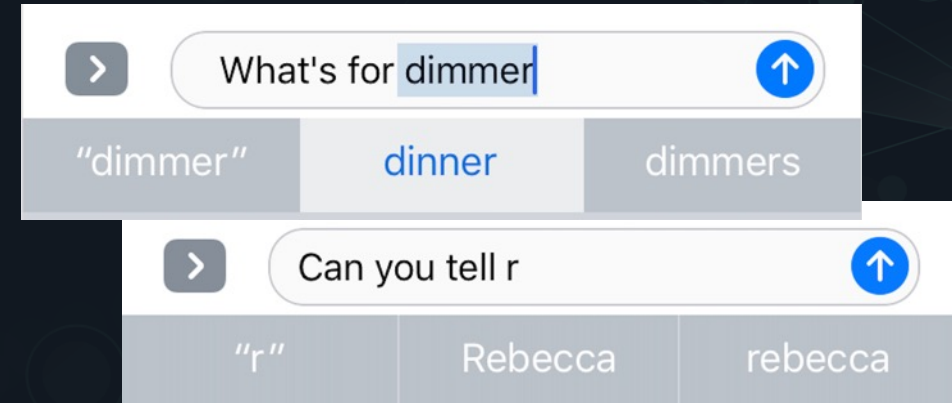 What's for dimmer
"dimmer" dinner dimmers
Can you tell r
"r" Rebecca rebecca